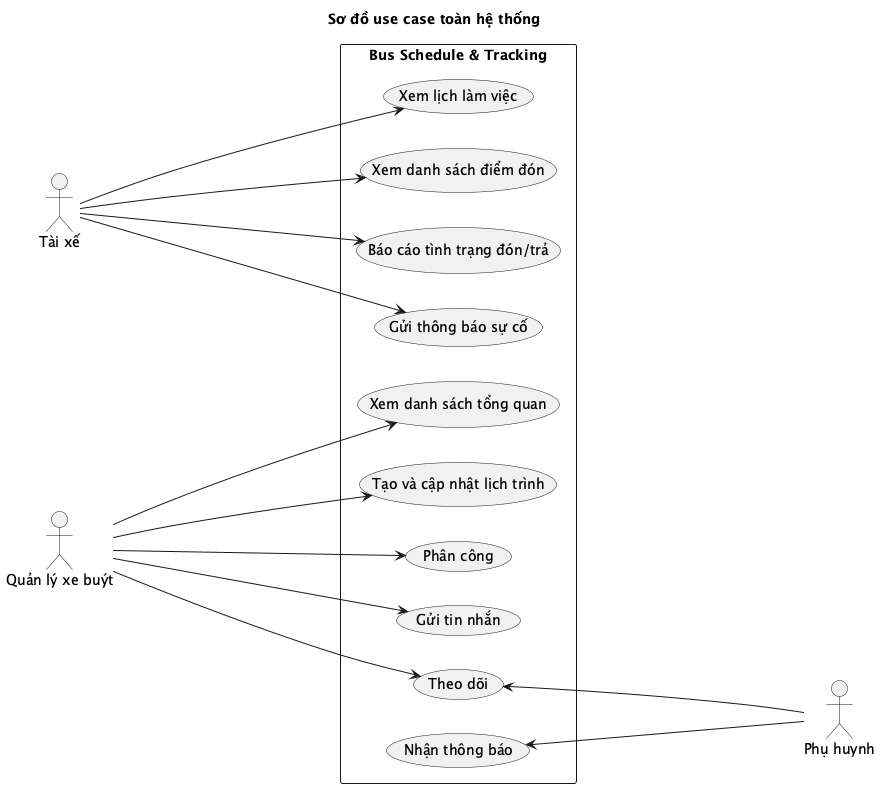 Sơ đồ use case toàn hệ thống
Bus Schedule & Tracking
Xem lịch làm việc
Xem danh sách điểm đón
Báo cáo tình trạng đón/trả
Gửi thông báo sự cố
Xem danh sách tổng quan
Tạo và cập nhật lịch trình
Phân công
Gửi tin nhắn
Theo dõi
Nhận thông báo
Tài xế
Quản lý xe buýt
Phụ huynh